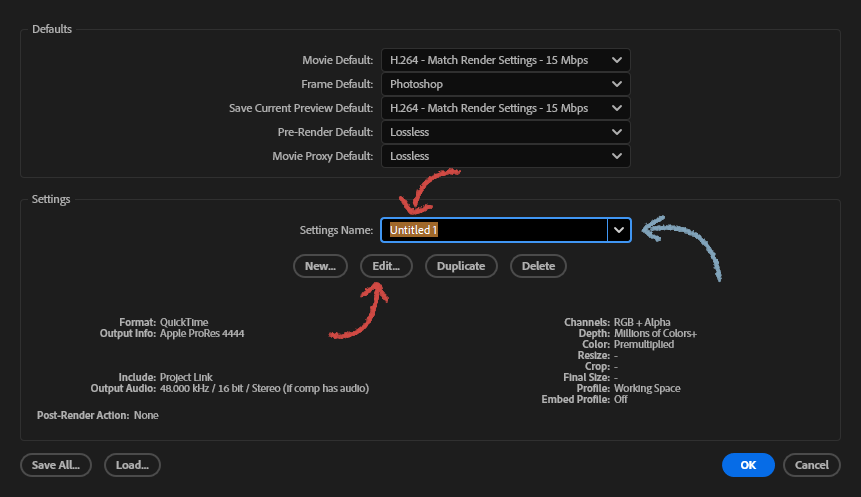 Defaults
Movie Default: H.264 - Match Render Settings - 15 Mbps
Frame Default: Photoshop
Save Current Preview Default: H.264 - Match Render Settings - 15 Mbps
Pre-Render Default: Lossless
Movie Proxy Default: Lossless
Settings
Settings Name: Untitled 1
New... Edit... Duplicate Delete
Format: QuickTime
Output Info: Apple ProRes 4444
Include: Project Link
Output Audio: 48.000 kHz / 16 bit / Stereo (if comp has audio)
Post-Render Action: None
Channels: RGB + Alpha
Depth: Millions of Colors+
Color: Premultiplied
Resize: -
Crop: -
Final Size: -
Profile: Working Space
Embed Profile: Off
Save All... Load... OK Cancel